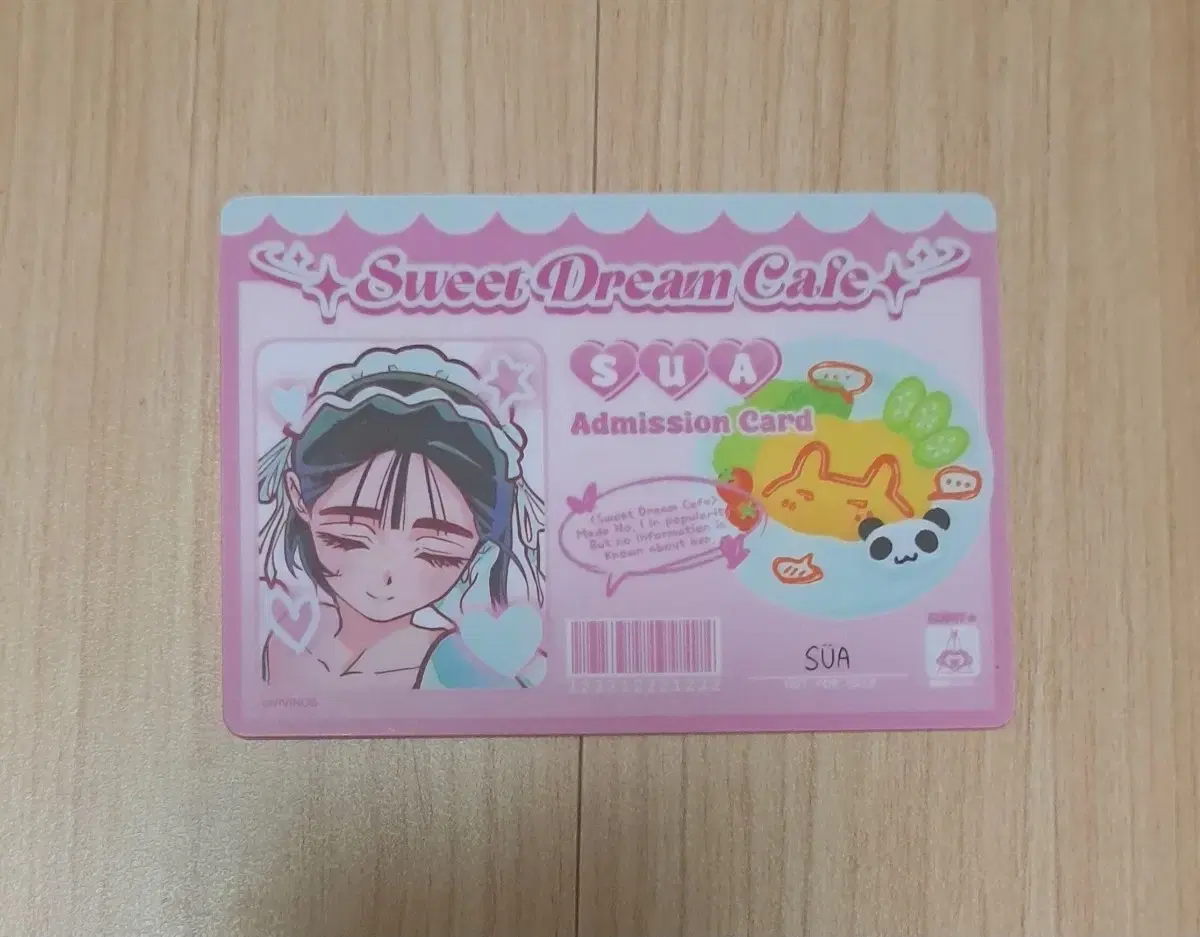 Sweet Dream Cafe
SUA
Admission Card
<Sweet Dream Cafe>
Made No. 1 in popularity
But no information is
Known about her.
SÜA
NOT FOR SALE